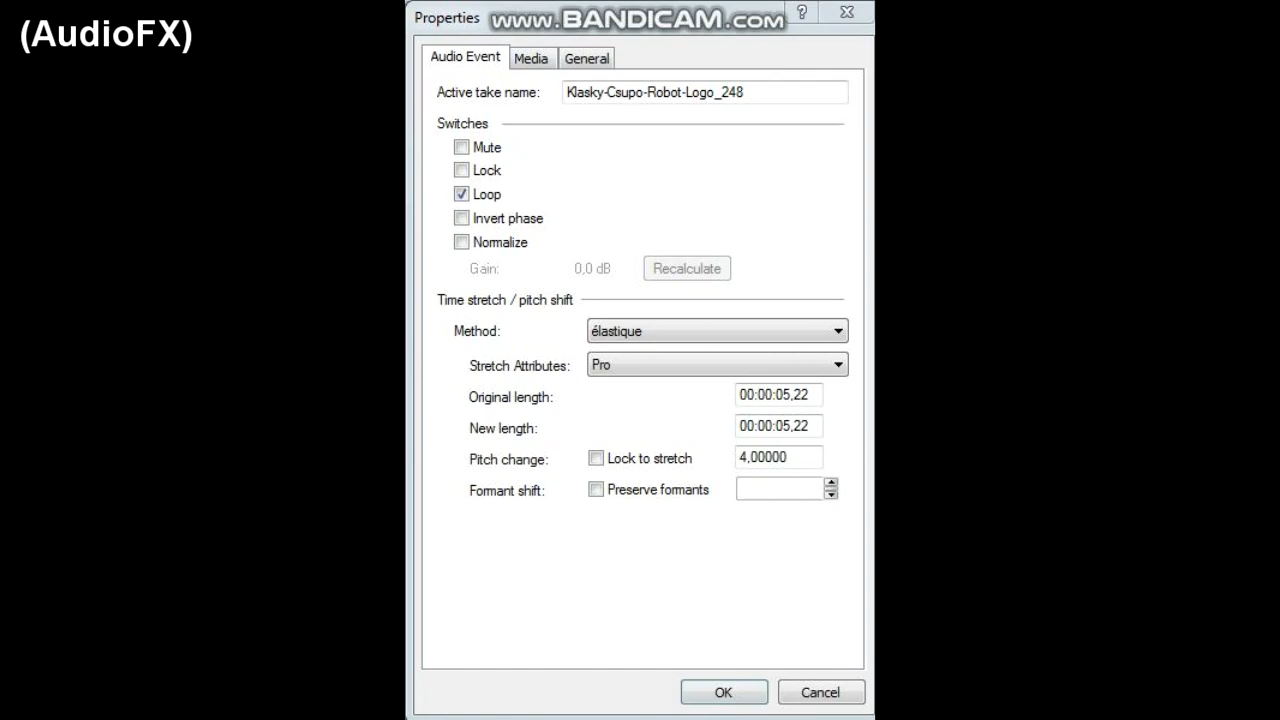 (AudioFX)
Properties
www.BANDICAM.com
Audio Event Media General
Active take name: Klasky-Csupo-Robot-Logo_248
Switches
Mute
Lock
Loop
Invert phase
Normalize
Gain: 0,0 dB Recalculate
Time stretch / pitch shift
Method: élastique
Stretch Attributes: Pro
Original length: 00:00:05,22
New length: 00:00:05,22
Pitch change: Lock to stretch 4,00000
Formant shift: Preserve formants
OK Cancel